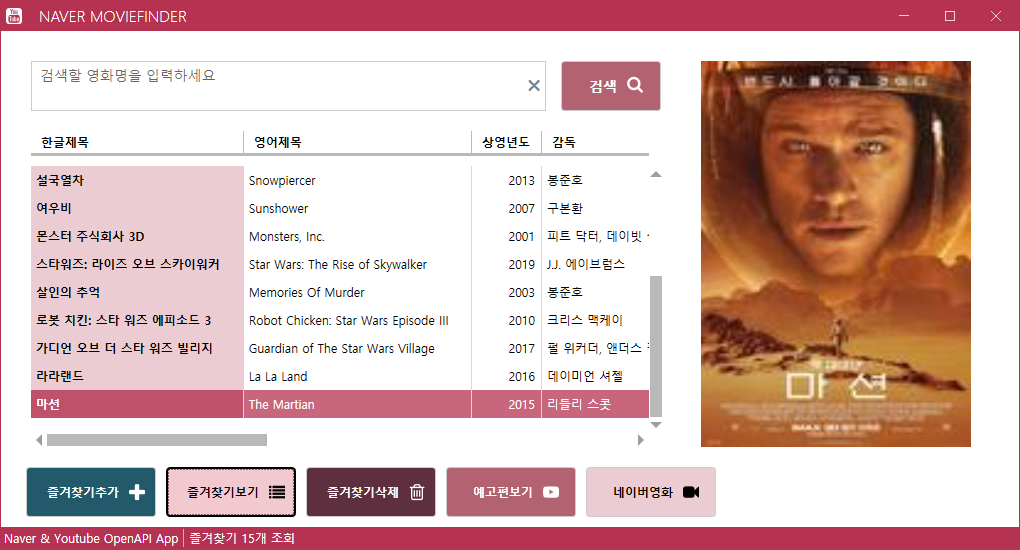 You Tube
NAVER MOVIEFINDER
검색할 영화명을 입력하세요
검색
한글제목 영어제목 상영년도 감독
설국열차 Snowpiercer 2013 봉준호
여우비 Sunshower 2007 구본환
몬스터 주식회사 3D Monsters, Inc. 2001 피트 닥터, 데이빗
스타워즈: 라이즈 오브 스카이워커 Star Wars: The Rise of Skywalker 2019 J.J. 에이브럼스
살인의 추억 Memories Of Murder 2003 봉준호
로봇 치킨: 스타 워즈 에피소드 3 Robot Chicken: Star Wars Episode III 2010 크리스 맥케이
가디언 오브 더 스타 워즈 빌리지 Guardian of The Star Wars Village 2017 펄 위커더, 앤더스
라라랜드 La La Land 2016 데이미언 셔젤
마션 The Martian 2015 리들리 스콧
반드시 돌아갈 것이다
마션
즐겨찾기추가
즐겨찾기보기
즐겨찾기삭제
예고편보기
네이버영화
Naver & Youtube OpenAPI App 즐겨찾기 15개 조회